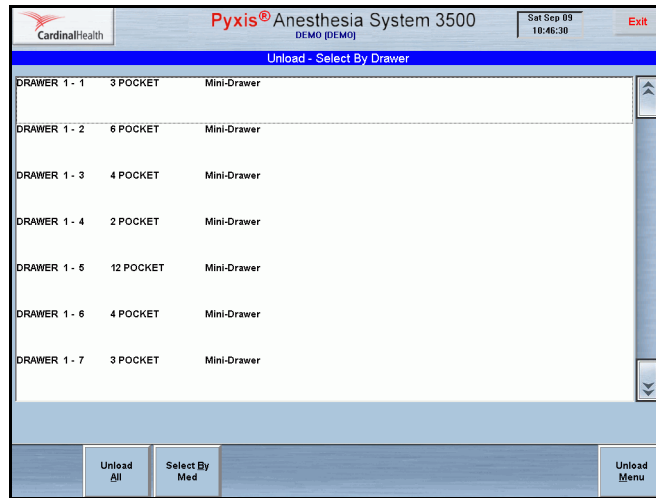 CardinalHealth
Pyxis® Anesthesia System 3500
DEMO [DEMO]
Sat Sep 09
10:46:30
Exit
Unload - Select By Drawer
DRAWER 1 - 1 3 POCKET Mini-Drawer
DRAWER 1 - 2 6 POCKET Mini-Drawer
DRAWER 1 - 3 4 POCKET Mini-Drawer
DRAWER 1 - 4 2 POCKET Mini-Drawer
DRAWER 1 - 5 12 POCKET Mini-Drawer
DRAWER 1 - 6 4 POCKET Mini-Drawer
DRAWER 1 - 7 3 POCKET Mini-Drawer
Unload
All
Select By
Med
Unload
Menu